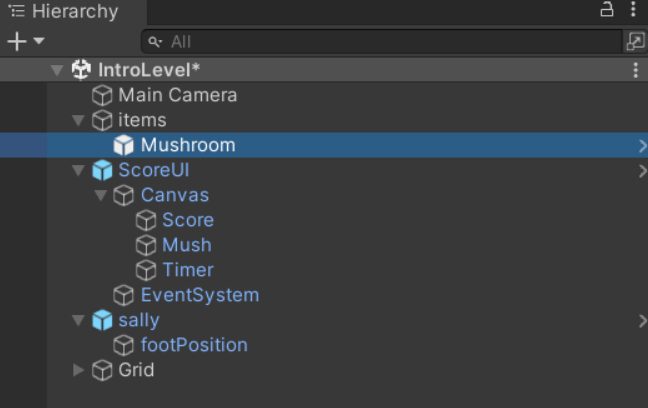 Hierarchy
All
IntroLevel*
Main Camera
items
Mushroom
ScoreUI
Canvas
Score
Mush
Timer
EventSystem
sally
footPosition
Grid